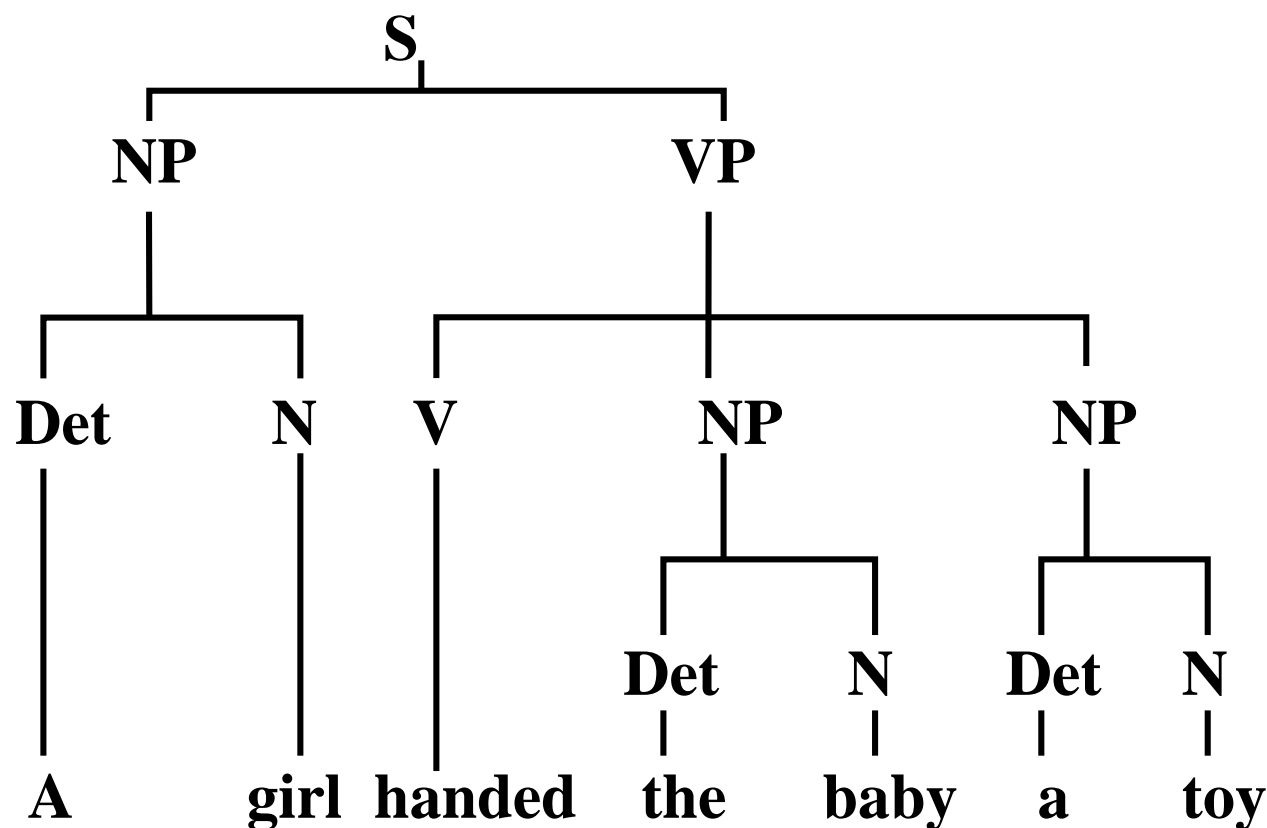 S
NP VP
Det N V NP NP
Det N Det N
A girl handed the baby a toy